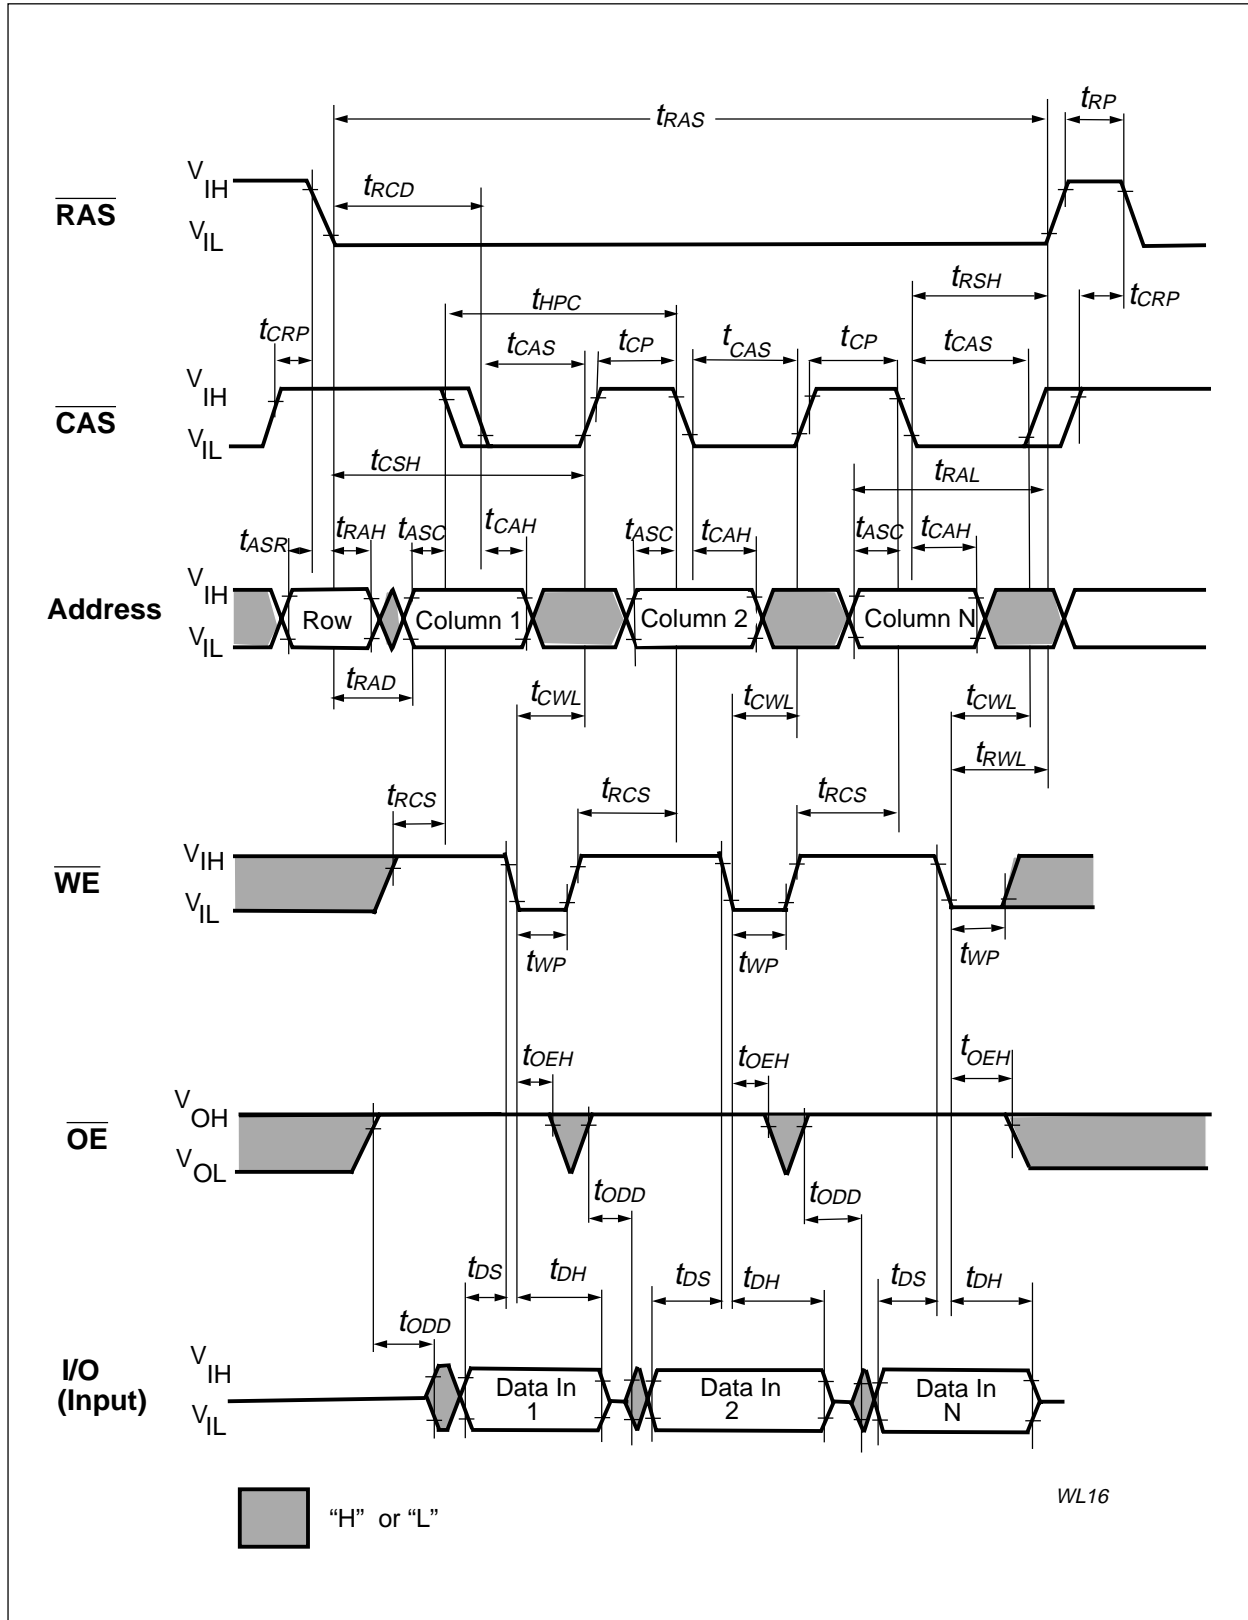 tRAS
tRP
RAS
VIH
VIL
tRCD
tRSH
tCRP
tHPC
tCRP
tCAS
tCP
tCAS
tCP
tCAS
CAS
VIH
VIL
tCSH
tRAL
tASR
tRAH
tASC
tCAH
tASC
tCAH
tASC
tCAH
Address
VIH
VIL
Row
Column 1
Column 2
Column N
tRAD
tCWL
tCWL
tCWL
tRWL
tRCS
tRCS
tRCS
WE
VIH
VIL
tWP
tWP
tWP
tOEH
tOEH
tOEH
OE
VOH
VOL
tODD
tODD
tDS
tDH
tDS
tDH
tDS
tDH
tODD
I/O
(Input)
VIH
VIL
Data In
1
Data In
2
Data In
N
“H” or “L”
WL16